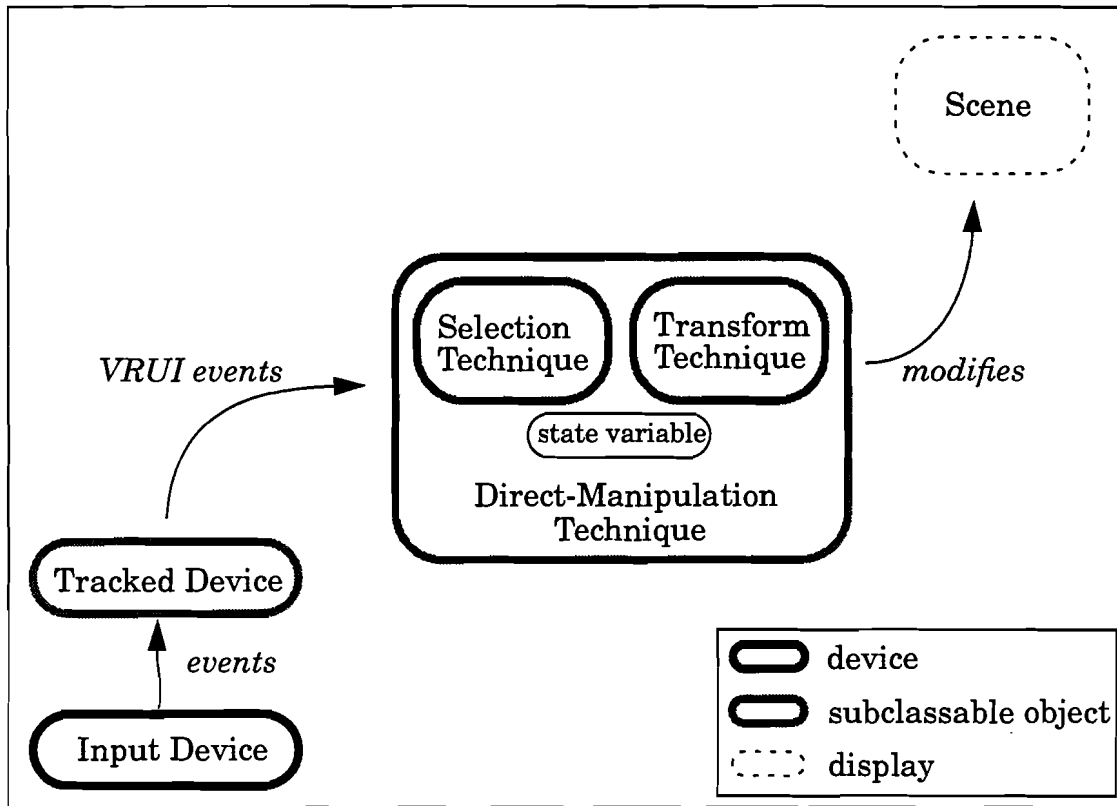 Scene
Selection
Technique
Transform
Technique
state variable
Direct-Manipulation
Technique
VRUI events
modifies
Tracked Device
events
Input Device
device
subclassable object
display